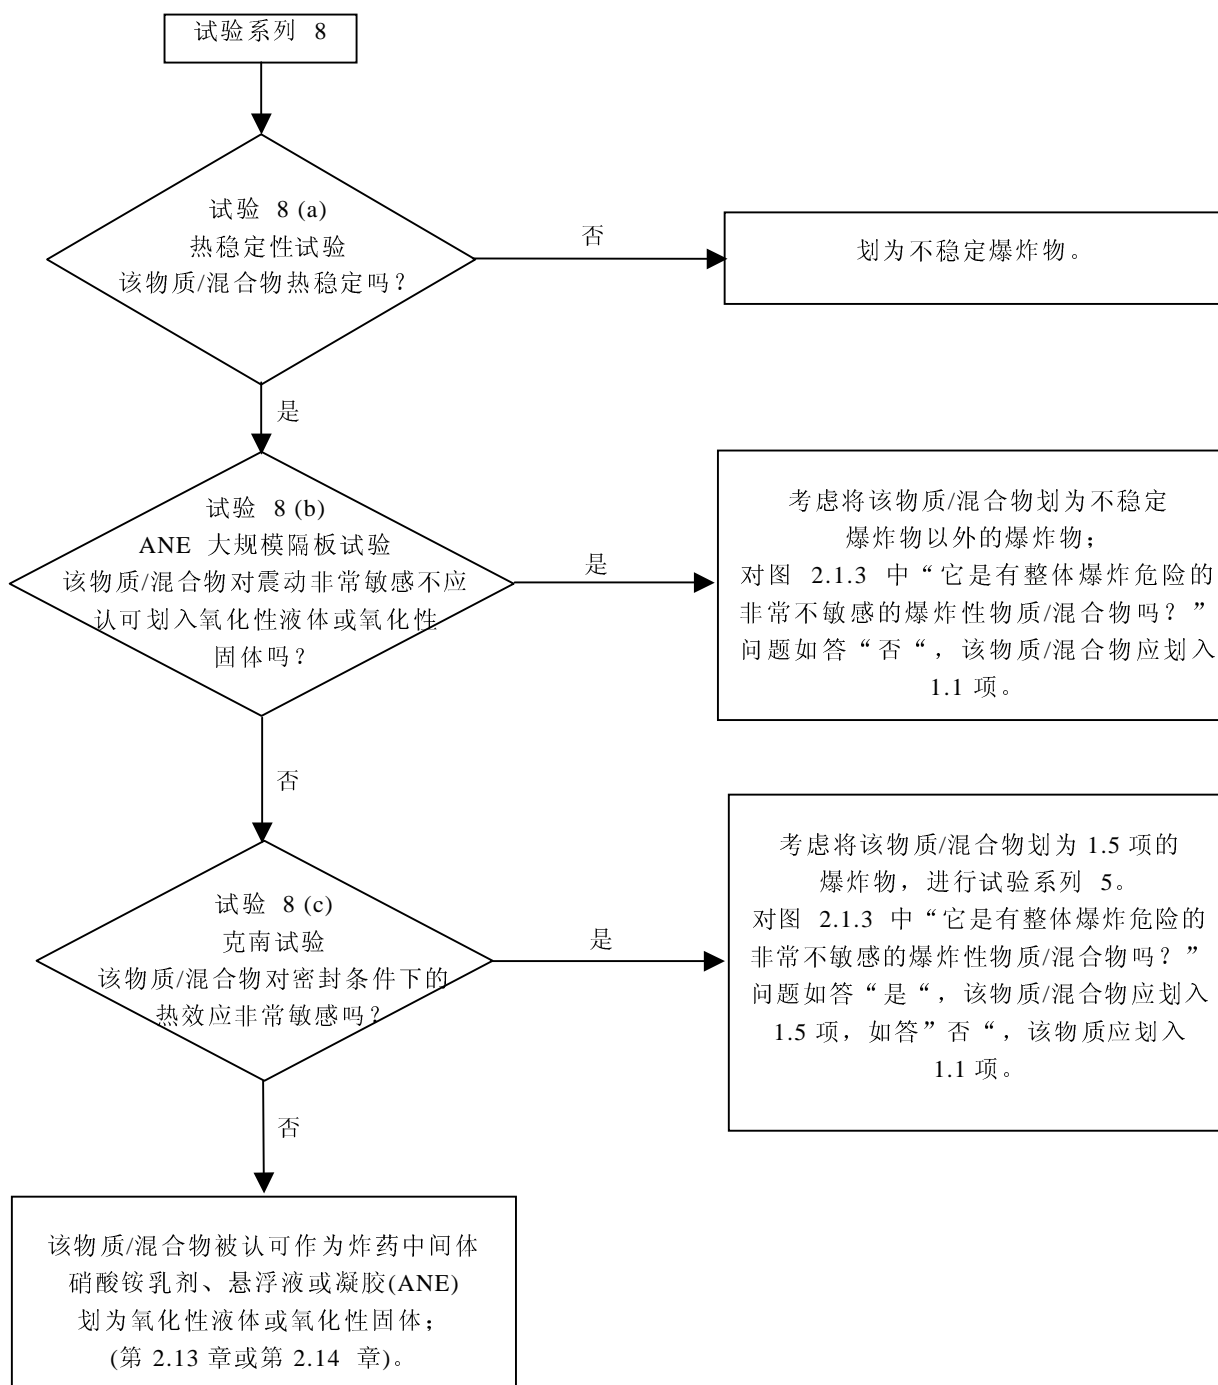 试验系列 8
试验 8 (a)
热稳定性试验
该物质/混合物热稳定吗？
否
划为不稳定爆炸物。
是
试验 8 (b)
ANE 大规模隔板试验
该物质/混合物对震动非常敏感不应
认可划入氧化性液体或氧化性
固体吗？
是
考虑将该物质/混合物划为不稳定
爆炸物以外的爆炸物；
对图 2.1.3 中“它是有整体爆炸危险的
非常不敏感的爆炸性物质/混合物吗？”
问题如答“否“，该物质/混合物应划入
1.1 项。
否
试验 8 (c)
克南试验
该物质/混合物对密封条件下的
热效应非常敏感吗？
是
考虑将该物质/混合物划为 1.5 项的
爆炸物，进行试验系列 5。
对图 2.1.3 中“它是有整体爆炸危险的
非常不敏感的爆炸性物质/混合物吗？”
问题如答“是“，该物质/混合物应划入
1.5 项，如答”否“，该物质应划入
1.1 项。
否
该物质/混合物被认可作为炸药中间体
硝酸铵乳剂、悬浮液或凝胶(ANE)
划为氧化性液体或氧化性固体；
(第 2.13 章或第 2.14 章)。